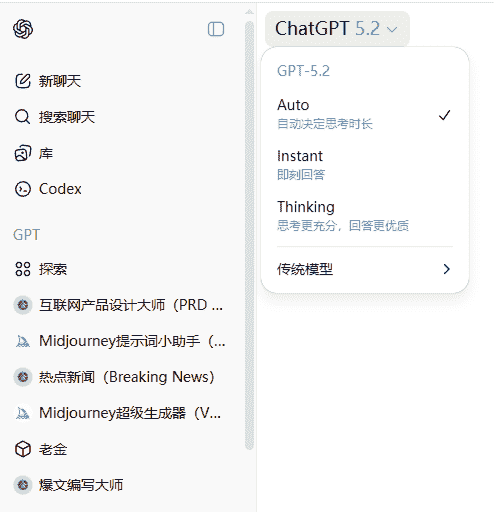 新聊天
搜索聊天
库
Codex
GPT
探索
互联网产品设计大师（PRD ...
Midjourney提示词小助手（...
热点新闻（Breaking News）
Midjourney超级生成器（V...
老金
爆文编写大师
ChatGPT 5.2
GPT-5.2
Auto
自动决定思考时长
Instant
即刻回答
Thinking
思考更充分，回答更优质
传统模型